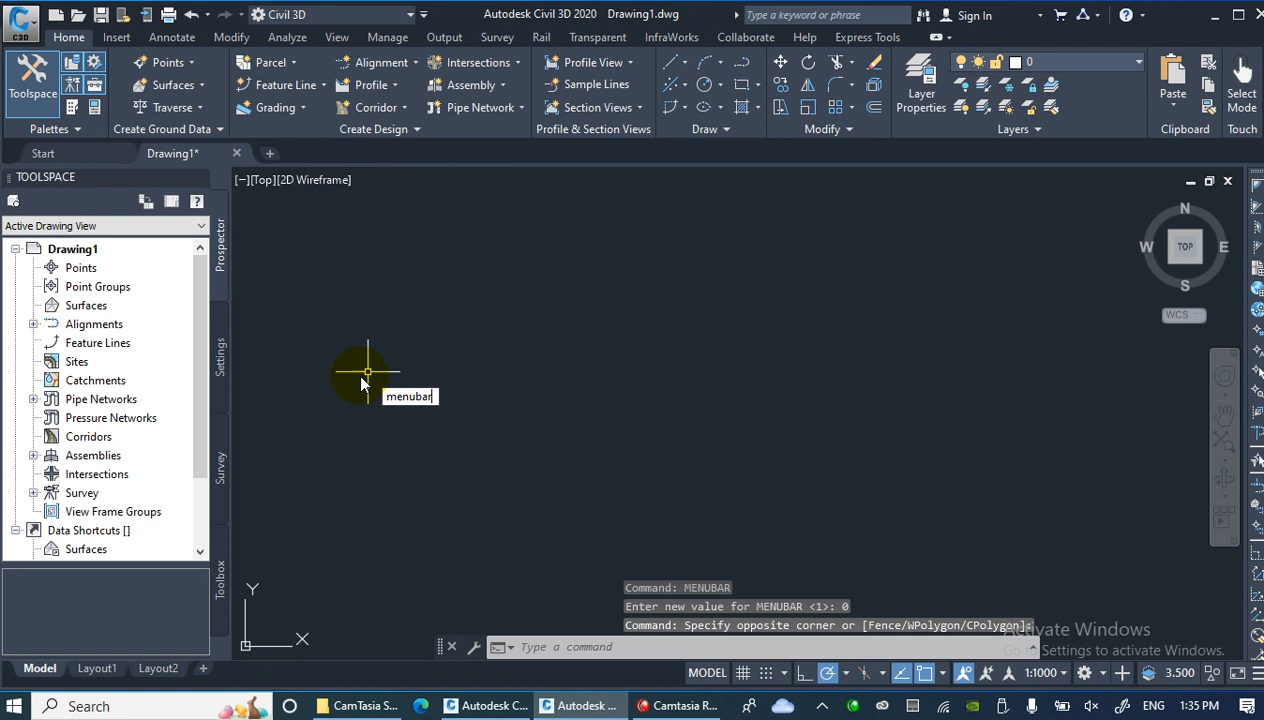 Civil 3D
Autodesk Civil 3D 2020 Drawing1.dwg
Type a keyword or phrase
Sign In
C3D
Home Insert Annotate Modify Analyze View Manage Output Survey Rail Transparent InfraWorks Collaborate Help Express Tools
Toolspace
Palettes
Points
Surfaces
Traverse
Create Ground Data
Parcel
Feature Line
Grading
Alignment
Profile
Corridor
Intersections
Assembly
Pipe Network
Create Design
Profile View
Sample Lines
Section Views
Profile & Section Views
Draw
Modify
Layer
Properties
0
Layers
Paste
Clipboard
Select
Mode
Touch
Start
Drawing1*
TOOLSPACE
Active Drawing View
Drawing1
Points
Point Groups
Surfaces
Alignments
Feature Lines
Sites
Catchments
Pipe Networks
Pressure Networks
Corridors
Assemblies
Intersections
Survey
View Frame Groups
Data Shortcuts []
Surfaces
Prospector
Settings
Survey
Toolbox
[−][Top][2D Wireframe]
N
W
TOP
E
S
WCS
menubar
Y
X
Command: MENUBAR
Enter new value for MENUBAR <1>: 0
Command: Specify opposite corner or [Fence/WPolygon/CPolygon]:
Type a command
Activate Windows
Go to Settings to activate Windows.
Model Layout1 Layout2 +
MODEL
1:1000
3.500
Search
CamTasia S...
Autodesk C...
Autodesk ...
Camtasia R...
ENG
1:35 PM